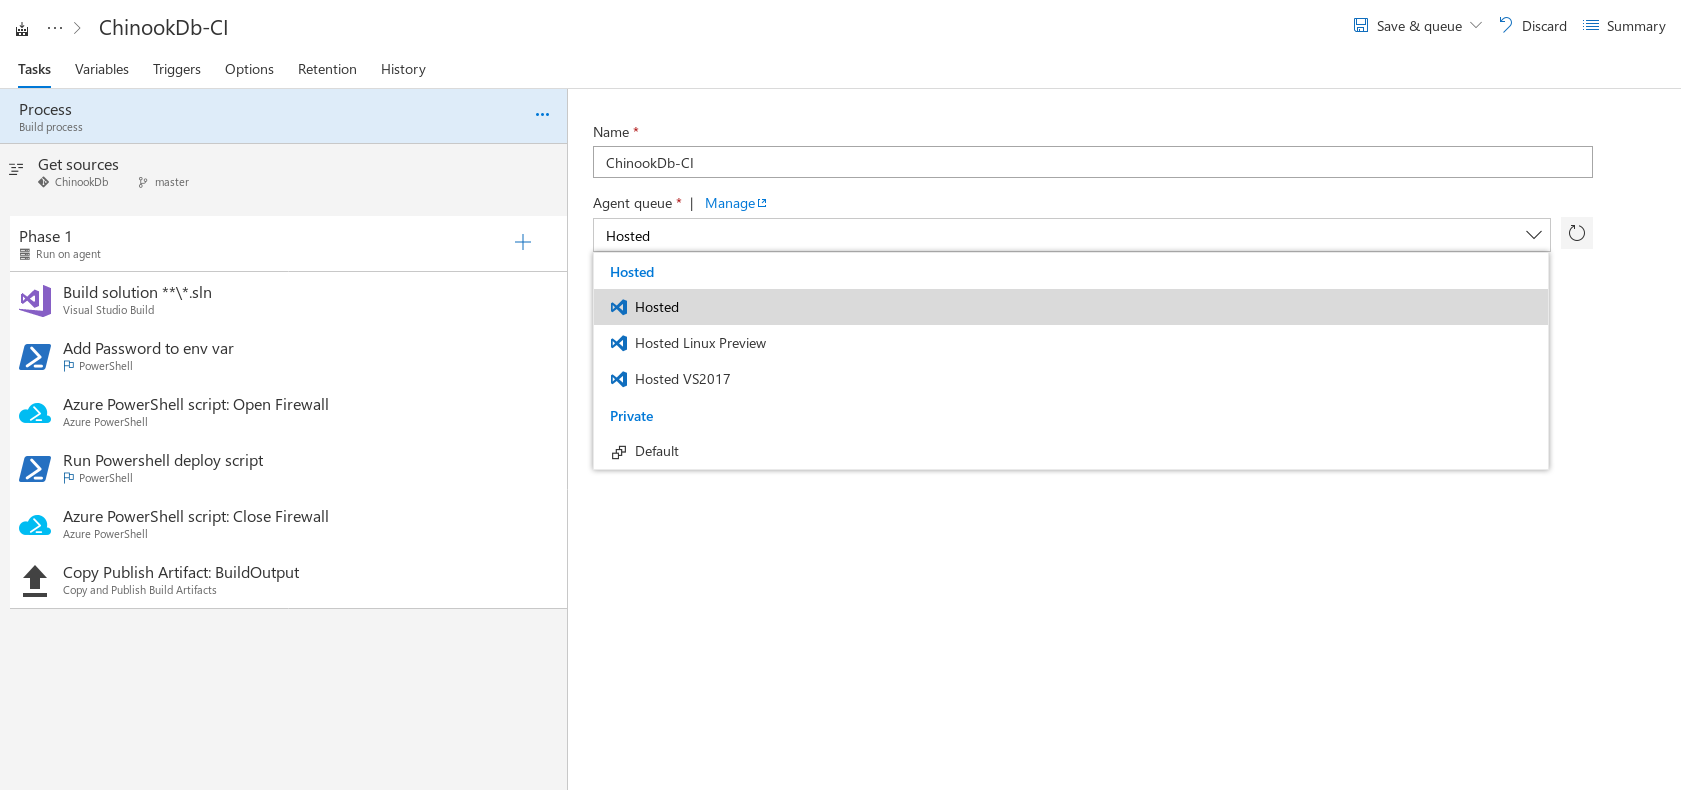 ChinookDb-CI
Save & queue
Discard
Summary
Tasks
Variables
Triggers
Options
Retention
History
Process
Build process
Get sources
ChinookDb
master
Phase 1
Run on agent
Build solution **\*.sln
Visual Studio Build
Add Password to env var
PowerShell
Azure PowerShell script: Open Firewall
Azure PowerShell
Run Powershell deploy script
PowerShell
Azure PowerShell script: Close Firewall
Azure PowerShell
Copy Publish Artifact: BuildOutput
Copy and Publish Build Artifacts
Name *
ChinookDb-CI
Agent queue * | Manage
Hosted
Hosted
Hosted
Hosted Linux Preview
Hosted VS2017
Private
Default